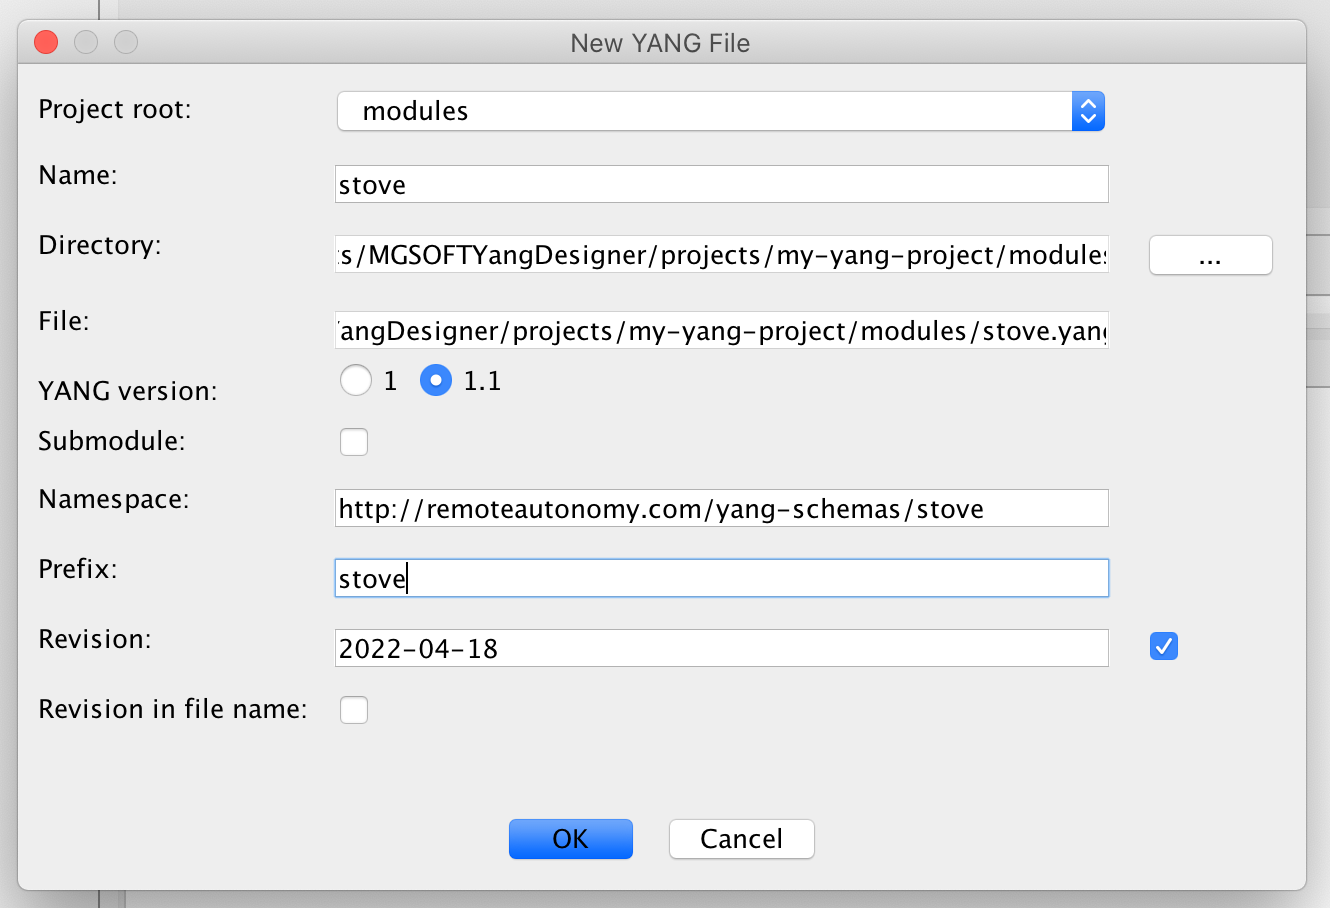 New YANG File
Project root: modules
Name: stove
Directory: s/MGSOFTYangDesigner/projects/my-yang-project/modules ...
File: angDesigner/projects/my-yang-project/modules/stove.yang
YANG version: 1 1.1
Submodule:
Namespace: http://remoteautonomy.com/yang-schemas/stove
Prefix: stove
Revision: 2022-04-18
Revision in file name:
OK Cancel